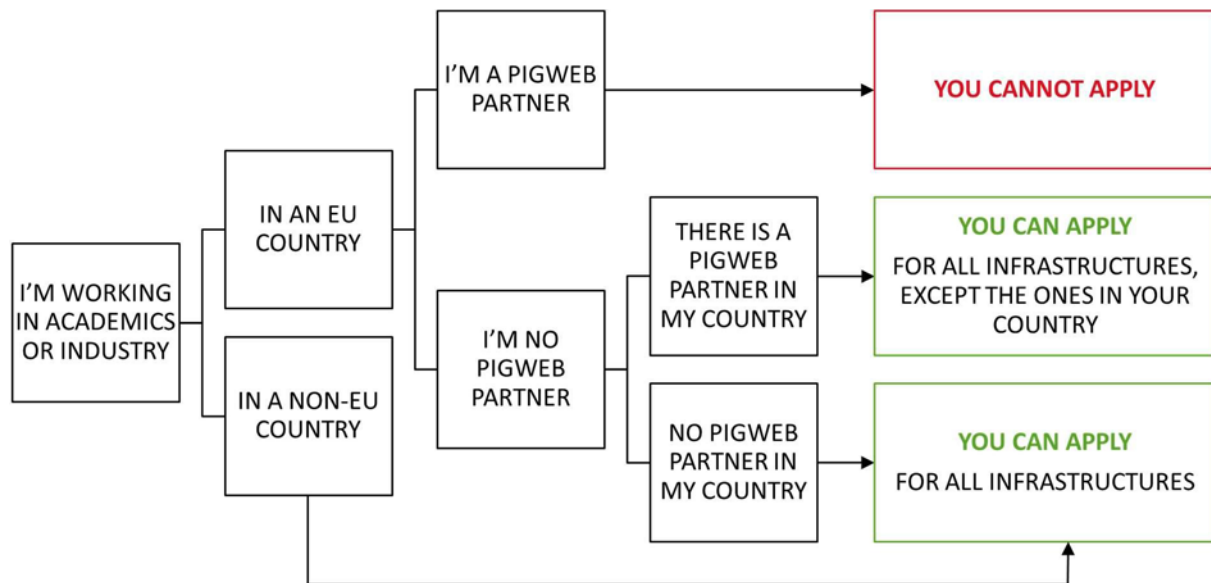 I'M WORKING
IN ACADEMICS
OR INDUSTRY
IN AN EU
COUNTRY
IN A NON-EU
COUNTRY
I'M A PIGWEB
PARTNER
I'M NO
PIGWEB
PARTNER
THERE IS A
PIGWEB
PARTNER IN
MY COUNTRY
NO PIGWEB
PARTNER IN
MY COUNTRY
YOU CANNOT APPLY
YOU CAN APPLY
FOR ALL INFRASTRUCTURES,
EXCEPT THE ONES IN YOUR
COUNTRY
YOU CAN APPLY
FOR ALL INFRASTRUCTURES